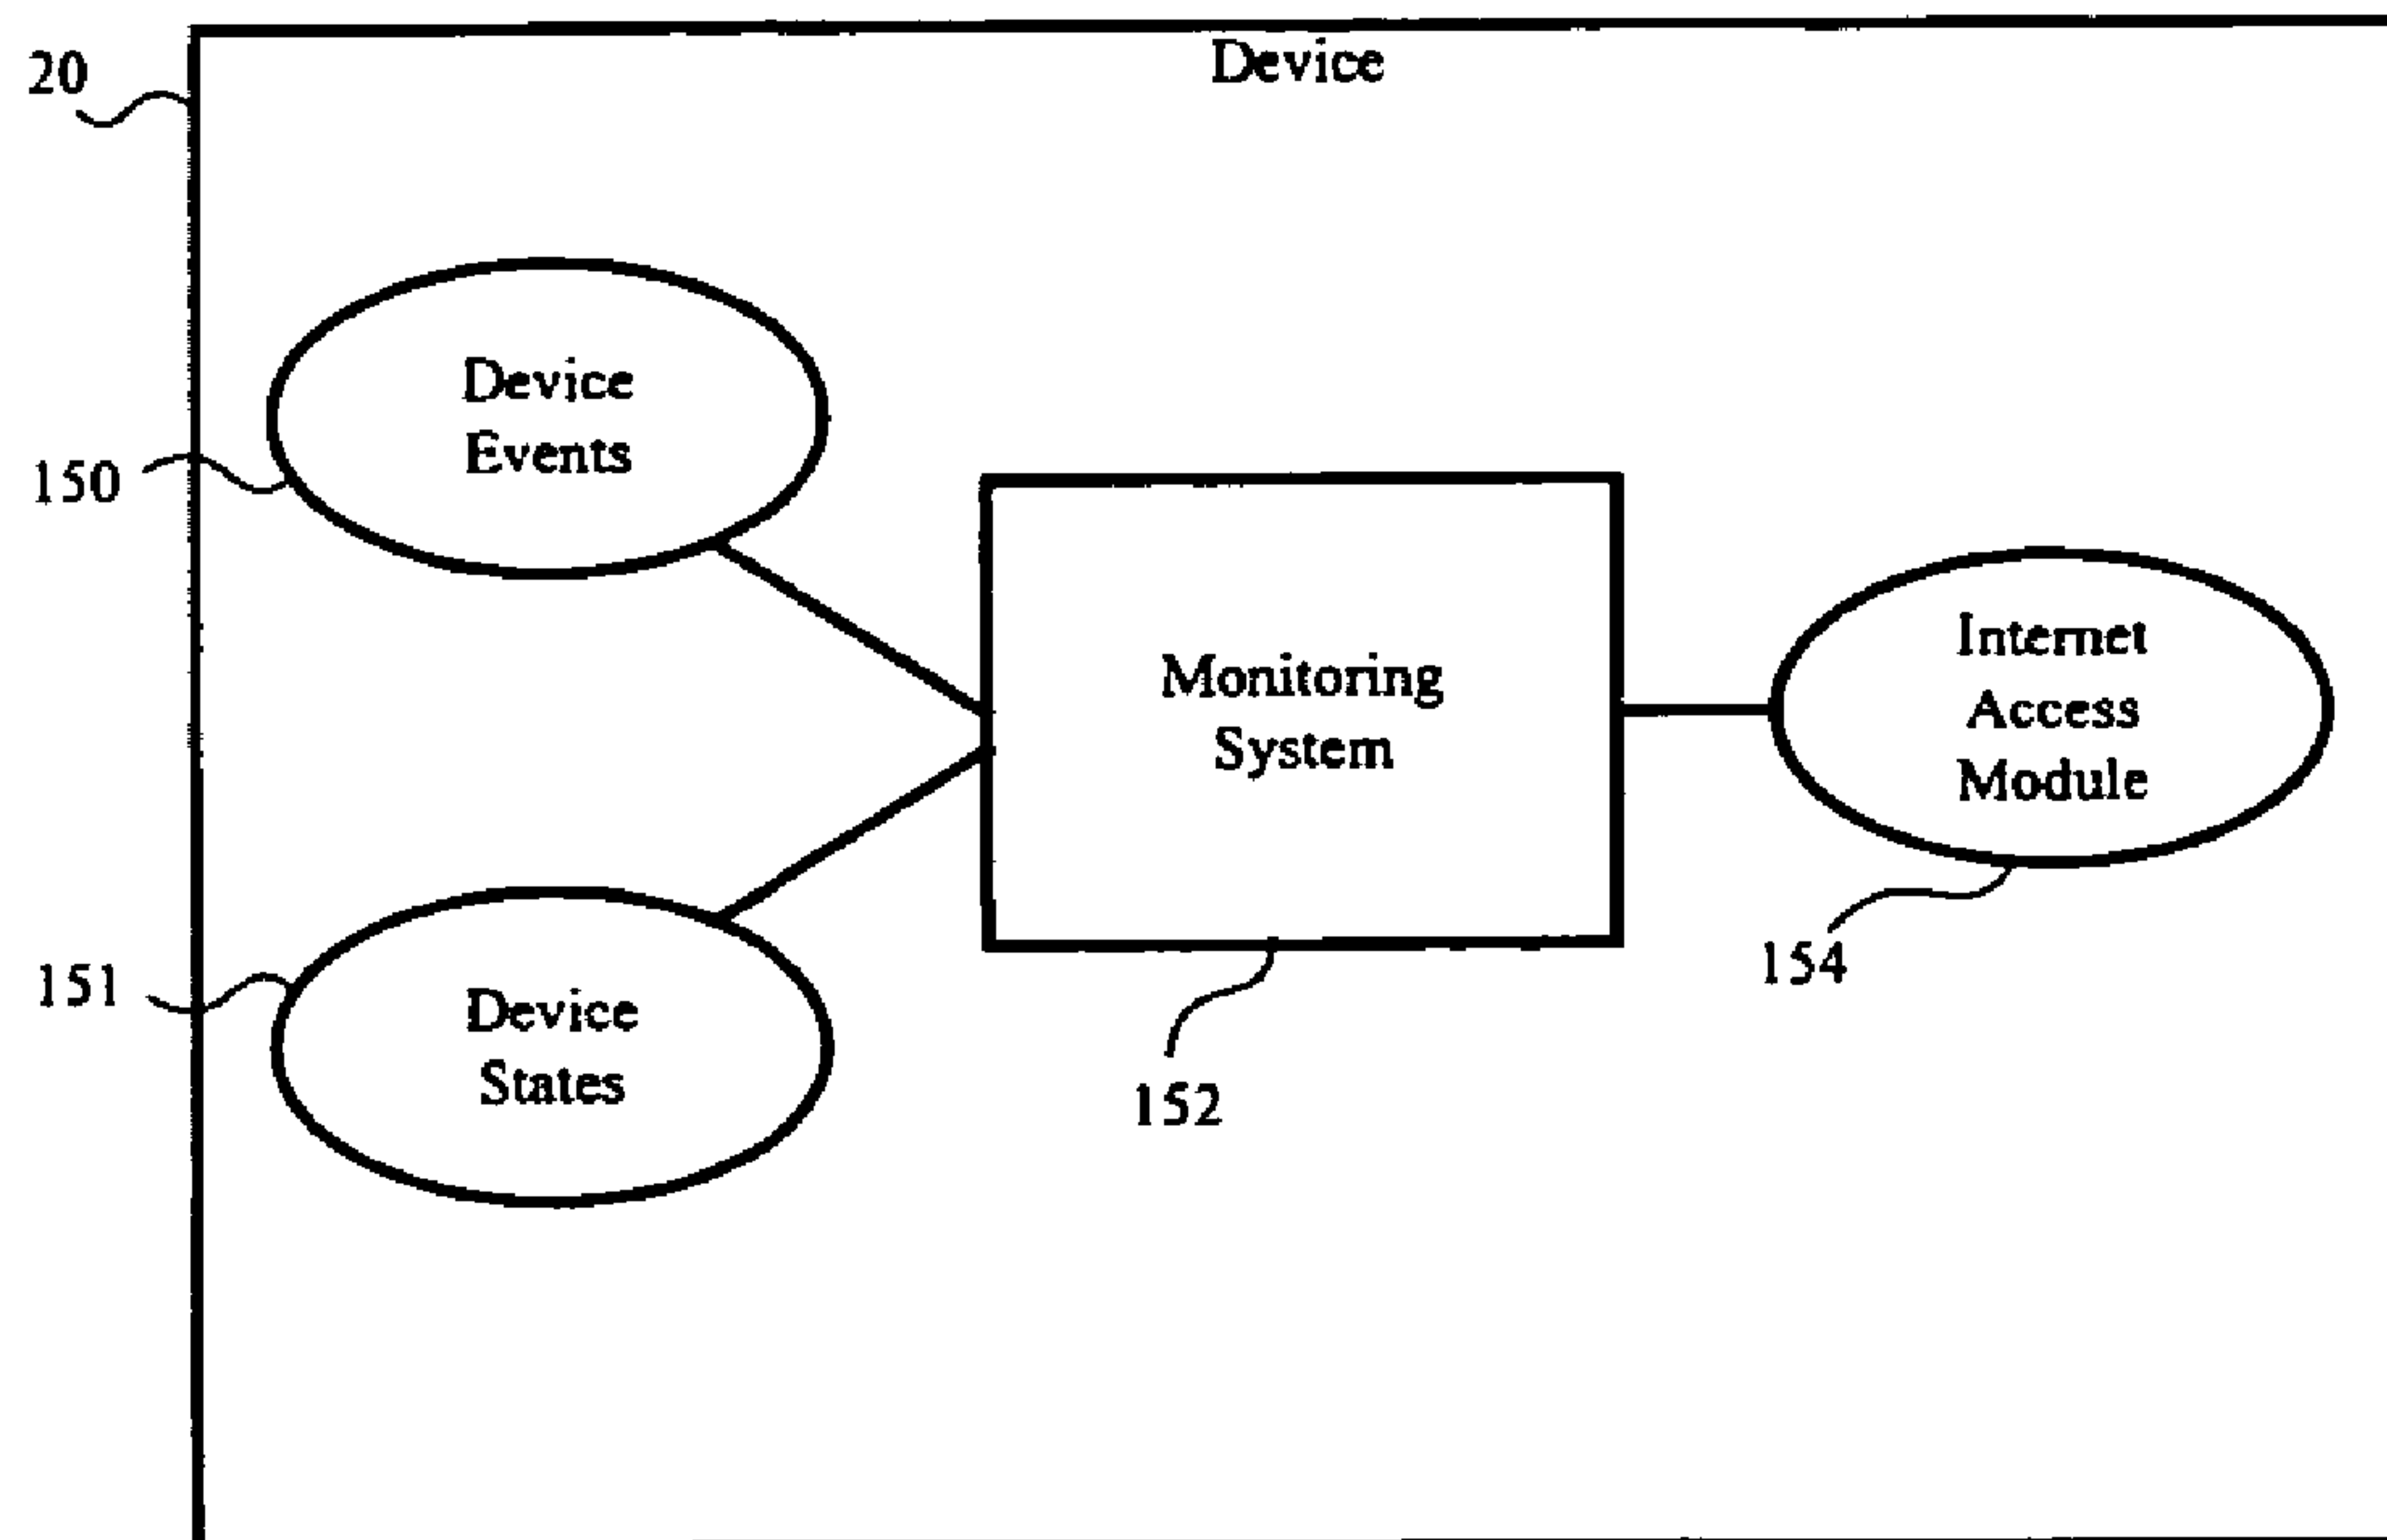 20
Device
Device
Events
150
Monitoring
System
Internet
Access
Module
154
151
Device
States
152